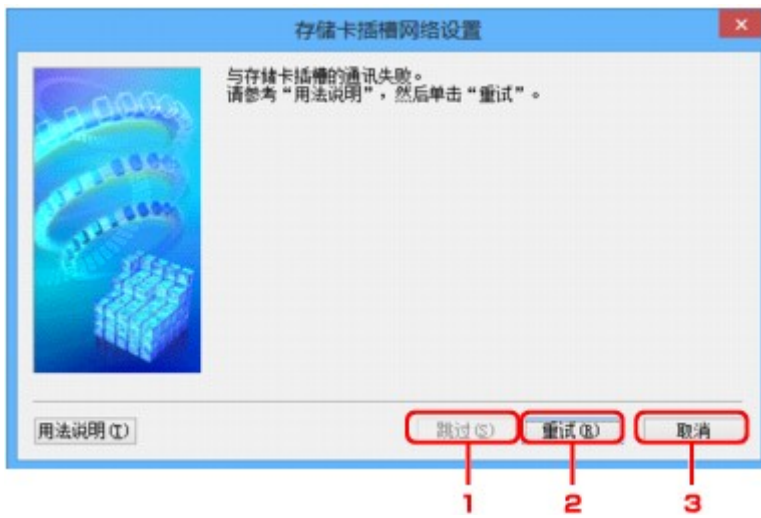 存储卡插槽网络设置
与存储卡插槽的通讯失败。
请参考“用法说明”，然后单击“重试”。
用法说明(T) 跳过(S) 重试(R) 取消
1 2 3